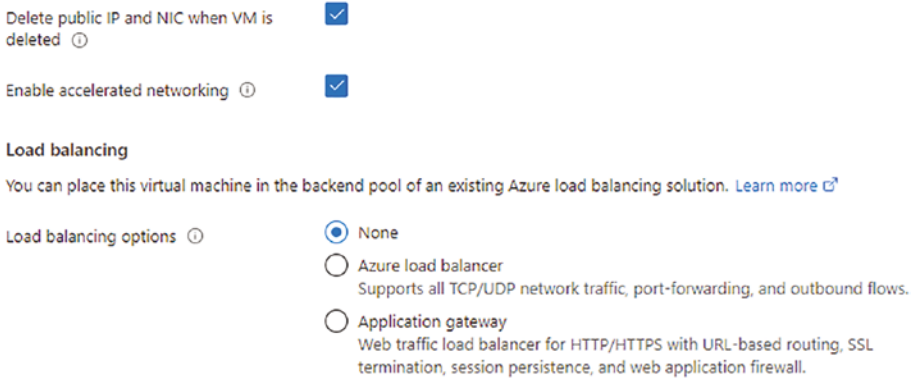 Delete public IP and NIC when VM is
deleted
Enable accelerated networking
Load balancing
You can place this virtual machine in the backend pool of an existing Azure load balancing solution. Learn more
Load balancing options
None
Azure load balancer
Supports all TCP/UDP network traffic, port-forwarding, and outbound flows.
Application gateway
Web traffic load balancer for HTTP/HTTPS with URL-based routing, SSL
termination, session persistence, and web application firewall.